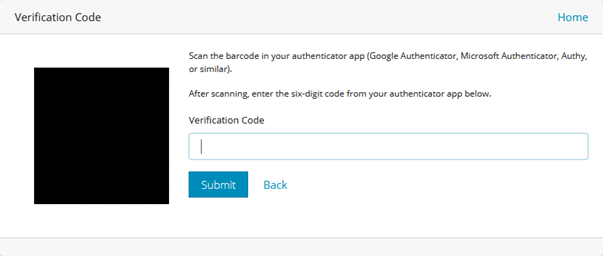 Verification Code
Home
Scan the barcode in your authenticator app (Google Authenticator, Microsoft Authenticator, Authy,
or similar).
After scanning, enter the six-digit code from your authenticator app below.
Verification Code
Submit
Back